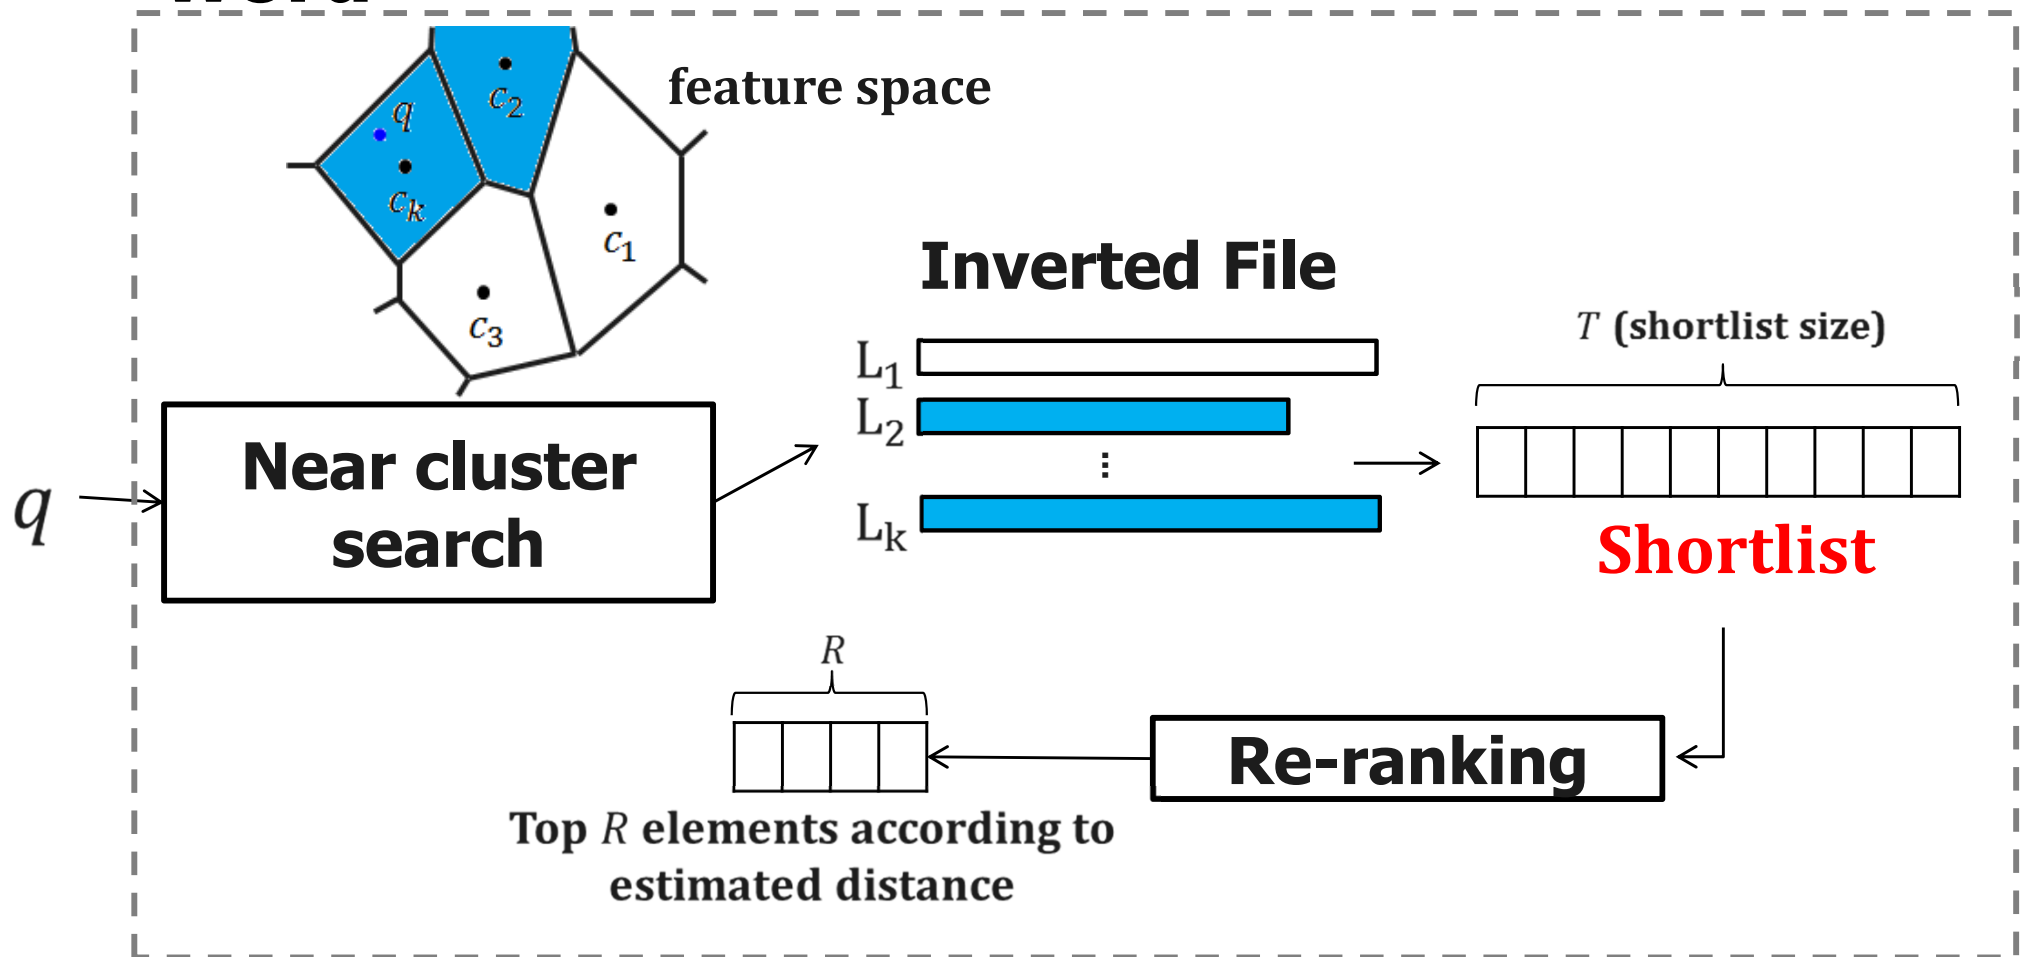 feature space
c₂
q
cₖ
c₁
c₃
Inverted File
T (shortlist size)
L₁
L₂
⋮
Lₖ
Near cluster
search
q
Shortlist
R
Re-ranking
Top R elements according to
estimated distance